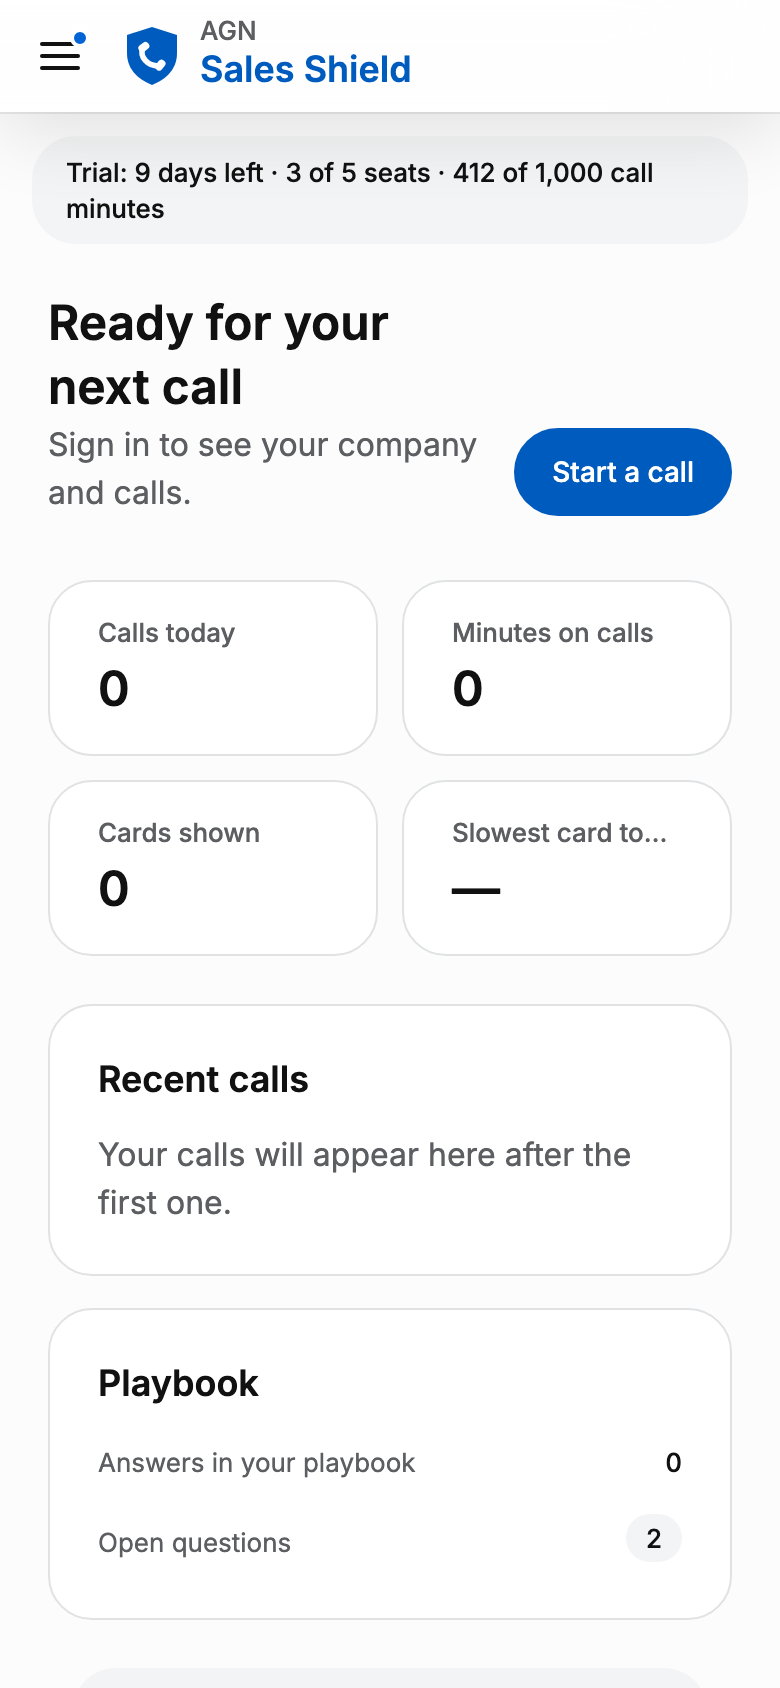 AGN
Sales Shield
Trial: 9 days left · 3 of 5 seats · 412 of 1,000 call
minutes
Ready for your
next call
Sign in to see your company
and calls.
Start a call
Calls today
0
Minutes on calls
0
Cards shown
0
Slowest card to...
—
Recent calls
Your calls will appear here after the
first one.
Playbook
Answers in your playbook 0
Open questions 2